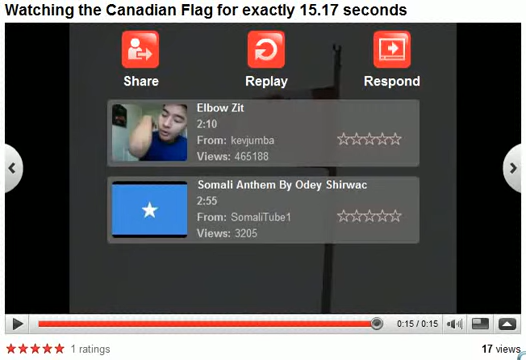 Watching the Canadian Flag for exactly 15.17 seconds
Share Replay Respond
Elbow Zit
2:10
From: kevjumba
Views: 465188
Somali Anthem By Odey Shirwac
2:55
From: SomaliTube1
Views: 3205
0:15 / 0:15
1 ratings 17 views